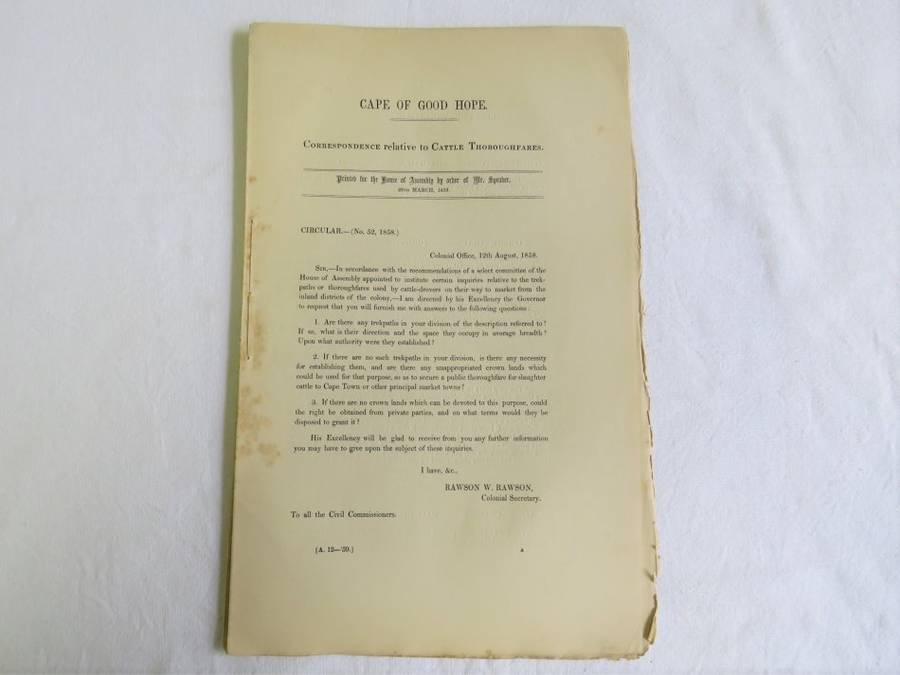 CAPE OF GOOD HOPE.
CORRESPONDENCE relative to CATTLE THOROUGHFARES.
Printed for the House of Assembly by order of Mr. Speaker.
MARCH,
CIRCULAR.—(No. 52, 1858.)
Colonial Office, 12th August, 1858.
SIR,—In accordance with the recommendations of a select committee of the
House of Assembly appointed to institute certain inquiries relative to the trek-
paths or thoroughfares used by cattle-drovers on their way to market from the
inland districts of the colony,—I am directed by his Excellency the Governor
to request that you will furnish me with answers to the following questions:
1. Are there any trekpaths in your division of the description referred to?
If so, what is their direction and the space they occupy in average breadth?
Upon what authority were they established?
2. If there are no such trekpaths in your division, is there any necessity
for establishing them, and are there any unappropriated crown lands which
could be used for that purpose, so as to secure a public thoroughfare for slaughter
cattle to Cape Town or other principal market towns?
3. If there are no crown lands which can be devoted to this purpose, could
the right be obtained from private parties, and on what terms would they be
disposed to grant it?
His Excellency will be glad to receive from you any further information
you may have to give upon the subject of these inquiries.
I have, &c.,
RAWSON W. RAWSON,
Colonial Secretary.
To all the Civil Commissioners.
[A. 12—'59.]
A